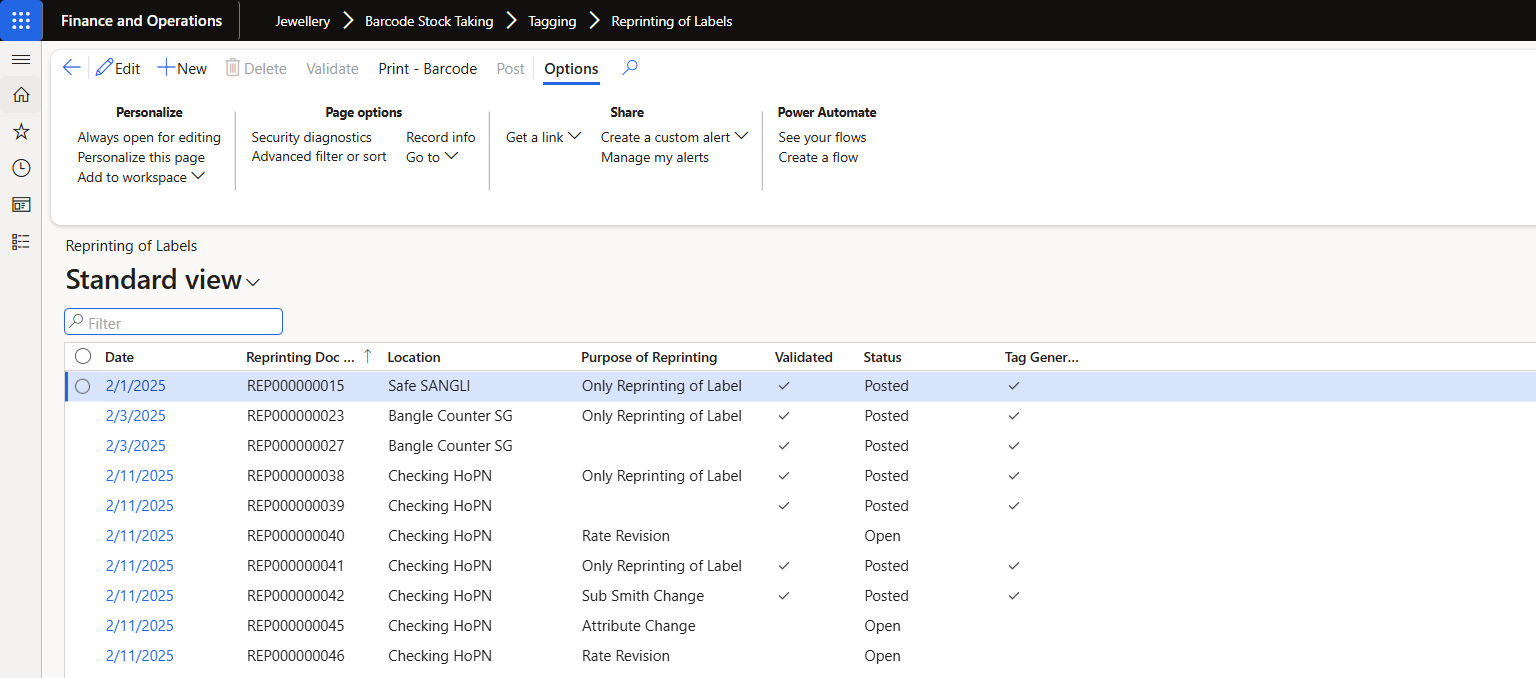 Finance and Operations Jewellery Barcode Stock Taking Tagging Reprinting of Labels
Edit New Delete Validate Print - Barcode Post Options
Personalize Page options Share Power Automate
Always open for editing Security diagnostics Record info Get a link Create a custom alert See your flows
Personalize this page Advanced filter or sort Go to Manage my alerts Create a flow
Add to workspace
Reprinting of Labels
Standard view
Filter
Date Reprinting Doc ... Location Purpose of Reprinting Validated Status Tag Gener...
2/1/2025 REP000000015 Safe SANGLI Only Reprinting of Label Posted
2/3/2025 REP000000023 Bangle Counter SG Only Reprinting of Label Posted
2/3/2025 REP000000027 Bangle Counter SG Posted
2/11/2025 REP000000038 Checking HoPN Only Reprinting of Label Posted
2/11/2025 REP000000039 Checking HoPN Posted
2/11/2025 REP000000040 Checking HoPN Rate Revision Open
2/11/2025 REP000000041 Checking HoPN Only Reprinting of Label Posted
2/11/2025 REP000000042 Checking HoPN Sub Smith Change Posted
2/11/2025 REP000000045 Checking HoPN Attribute Change Open
2/11/2025 REP000000046 Checking HoPN Rate Revision Open